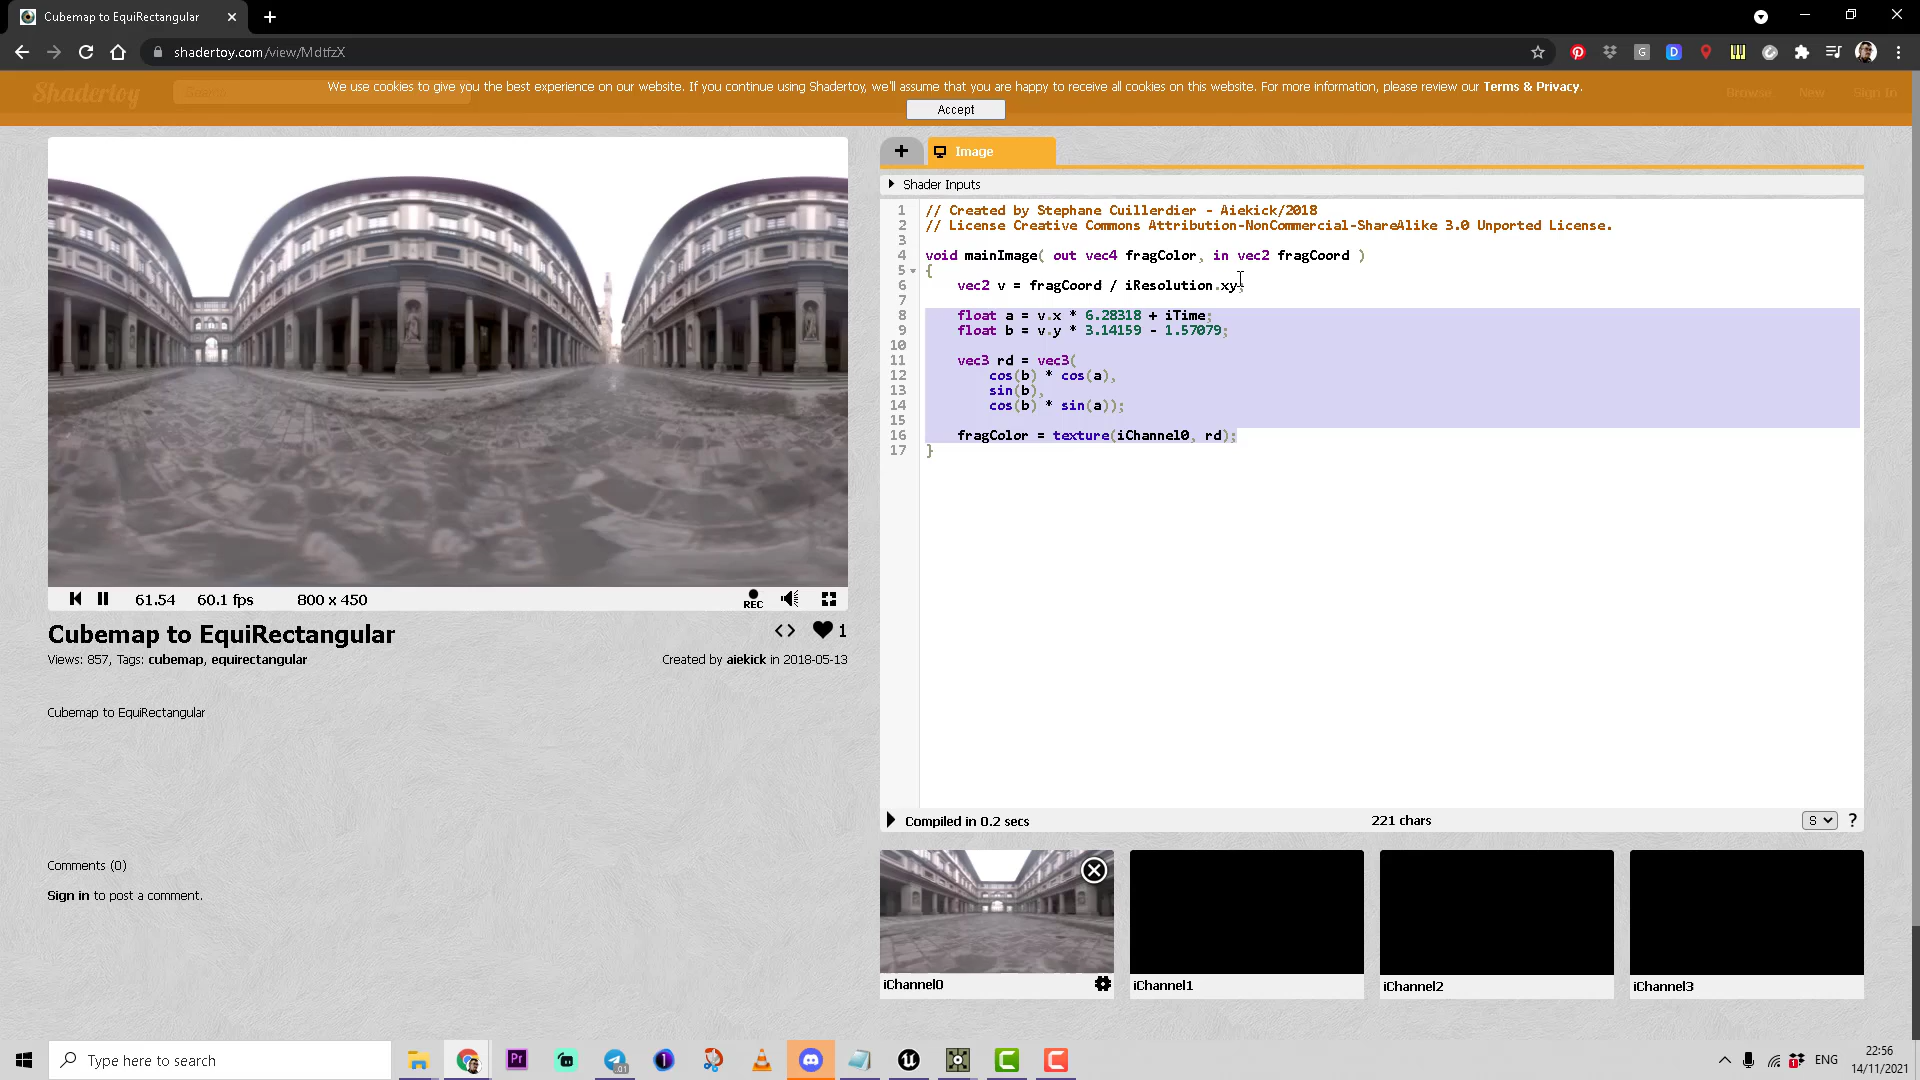 Cubemap to EquiRectangular
shadertoy.com/view/MdtfzX
Shadertoy
We use cookies to give you the best experience on our website. If you continue using Shadertoy, we'll assume that you are happy to receive all cookies on this website. For more information, please review our Terms & Privacy.
Browse New Sign In
Accept
+ Image
Shader Inputs
1 // Created by Stephane Cuillerdier - Aiekick/2018
2 // License Creative Commons Attribution-NonCommercial-ShareAlike 3.0 Unported License.
3
4 void mainImage( out vec4 fragColor, in vec2 fragCoord )
5 {
6 vec2 v = fragCoord / iResolution.xy;
7
8 float a = v.x * 6.28318 + iTime;
9 float b = v.y * 3.14159 - 1.57079;
10
11 vec3 rd = vec3(
12 cos(b) * cos(a),
13 sin(b),
14 cos(b) * sin(a));
15
16 fragColor = texture(iChannel0, rd);
17 }
61.54 60.1 fps 800 x 450 REC
Cubemap to EquiRectangular
1
Views: 857, Tags: cubemap, equirectangular
Created by aiekick in 2018-05-13
Cubemap to EquiRectangular
Compiled in 0.2 secs 221 chars S ?
Comments (0)
Sign in to post a comment.
iChannel0 iChannel1 iChannel2 iChannel3
Type here to search
Pr
.01
ENG
22:56
14/11/2021